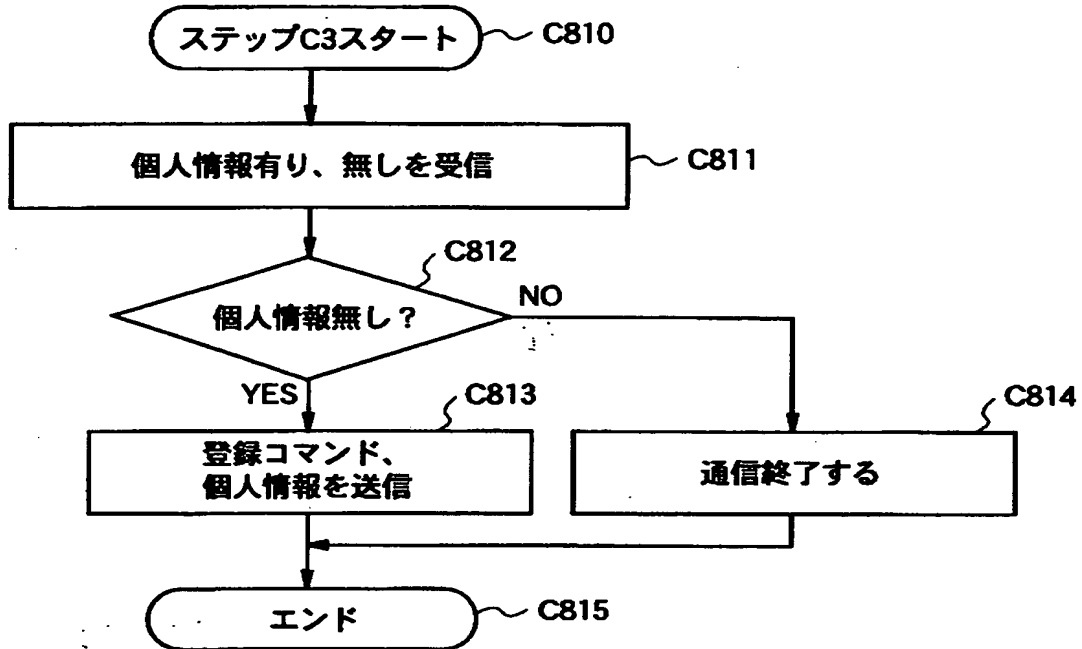 ステップC3スタート
C810
個人情報有り、無しを受信
C811
C812
個人情報無し？
NO
YES
C813
C814
登録コマンド、
個人情報を送信
通信終了する
エンド
C815